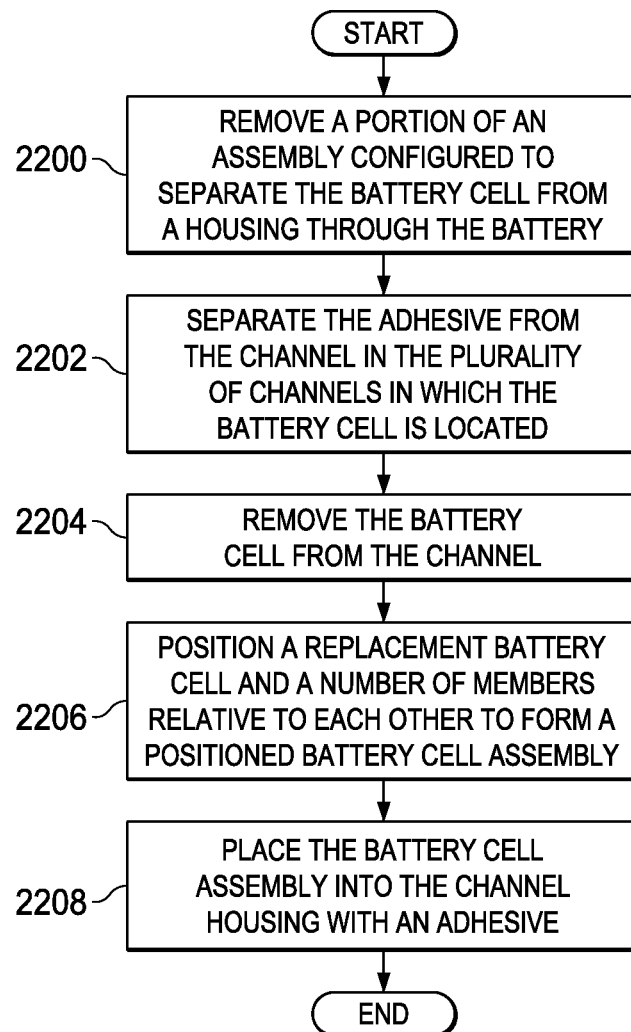 START
2200
REMOVE A PORTION OF AN
ASSEMBLY CONFIGURED TO
SEPARATE THE BATTERY CELL FROM
A HOUSING THROUGH THE BATTERY
2202
SEPARATE THE ADHESIVE FROM
THE CHANNEL IN THE PLURALITY
OF CHANNELS IN WHICH THE
BATTERY CELL IS LOCATED
2204
REMOVE THE BATTERY
CELL FROM THE CHANNEL
2206
POSITION A REPLACEMENT BATTERY
CELL AND A NUMBER OF MEMBERS
RELATIVE TO EACH OTHER TO FORM A
POSITIONED BATTERY CELL ASSEMBLY
2208
PLACE THE BATTERY CELL
ASSEMBLY INTO THE CHANNEL
HOUSING WITH AN ADHESIVE
END